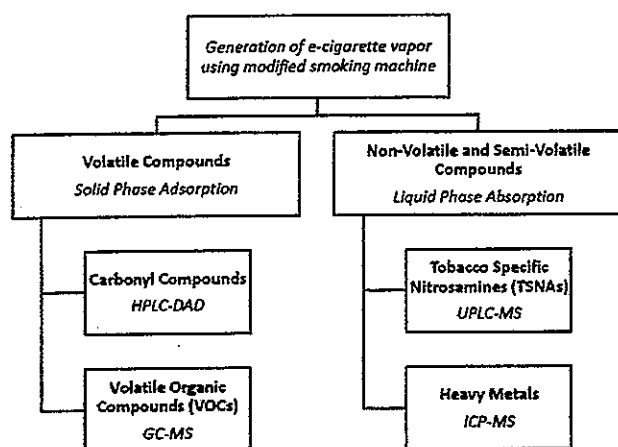 Generation of e-cigarette vapor
using modified smoking machine
Volatile Compounds
Solid Phase Adsorption
Non-Volatile and Semi-Volatile
Compounds
Liquid Phase Absorption
Carbonyl Compounds
HPLC-DAD
Tobacco Specific
Nitrosamines (TSNAs)
UPLC-MS
Volatile Organic
Compounds (VOCs)
GC-MS
Heavy Metals
ICP-MS